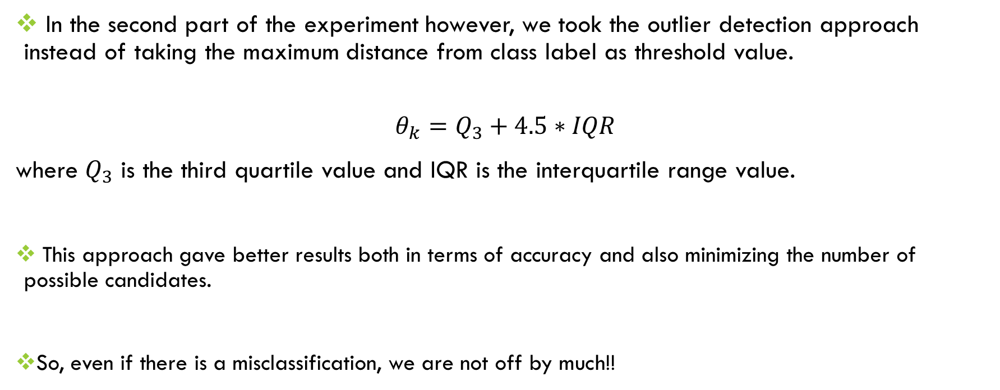 ❖ In the second part of the experiment however, we took the outlier detection approach
instead of taking the maximum distance from class label as threshold value.
𝜃ₖ = 𝑄₃ + 4.5 ∗ 𝐼𝑄𝑅
where 𝑄₃ is the third quartile value and IQR is the interquartile range value.
❖ This approach gave better results both in terms of accuracy and also minimizing the number of
possible candidates.
❖So, even if there is a misclassification, we are not off by much!!